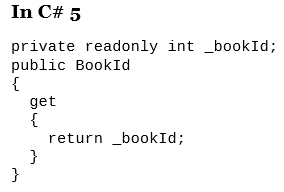 In C# 5
private readonly int _bookId;
public BookId
{
  get
  {
    return _bookId;
  }
}